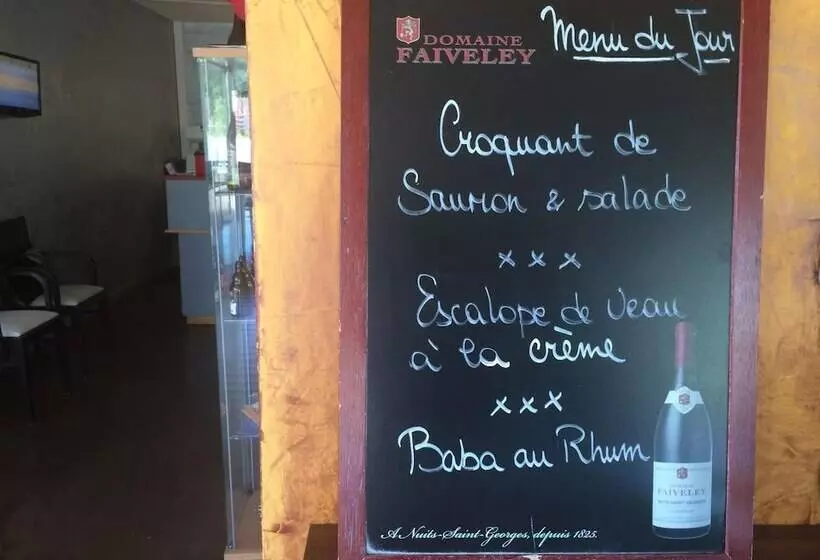 DOMAINE
FAIVELEY
Menu du Jour
Croquant de
Saumon & salade
x x x
Escalope de veau
à la crème
x x x
Baba au Rhum
DOMAINE
FAIVELEY
A Nuits-Saint-Georges, depuis 1825.